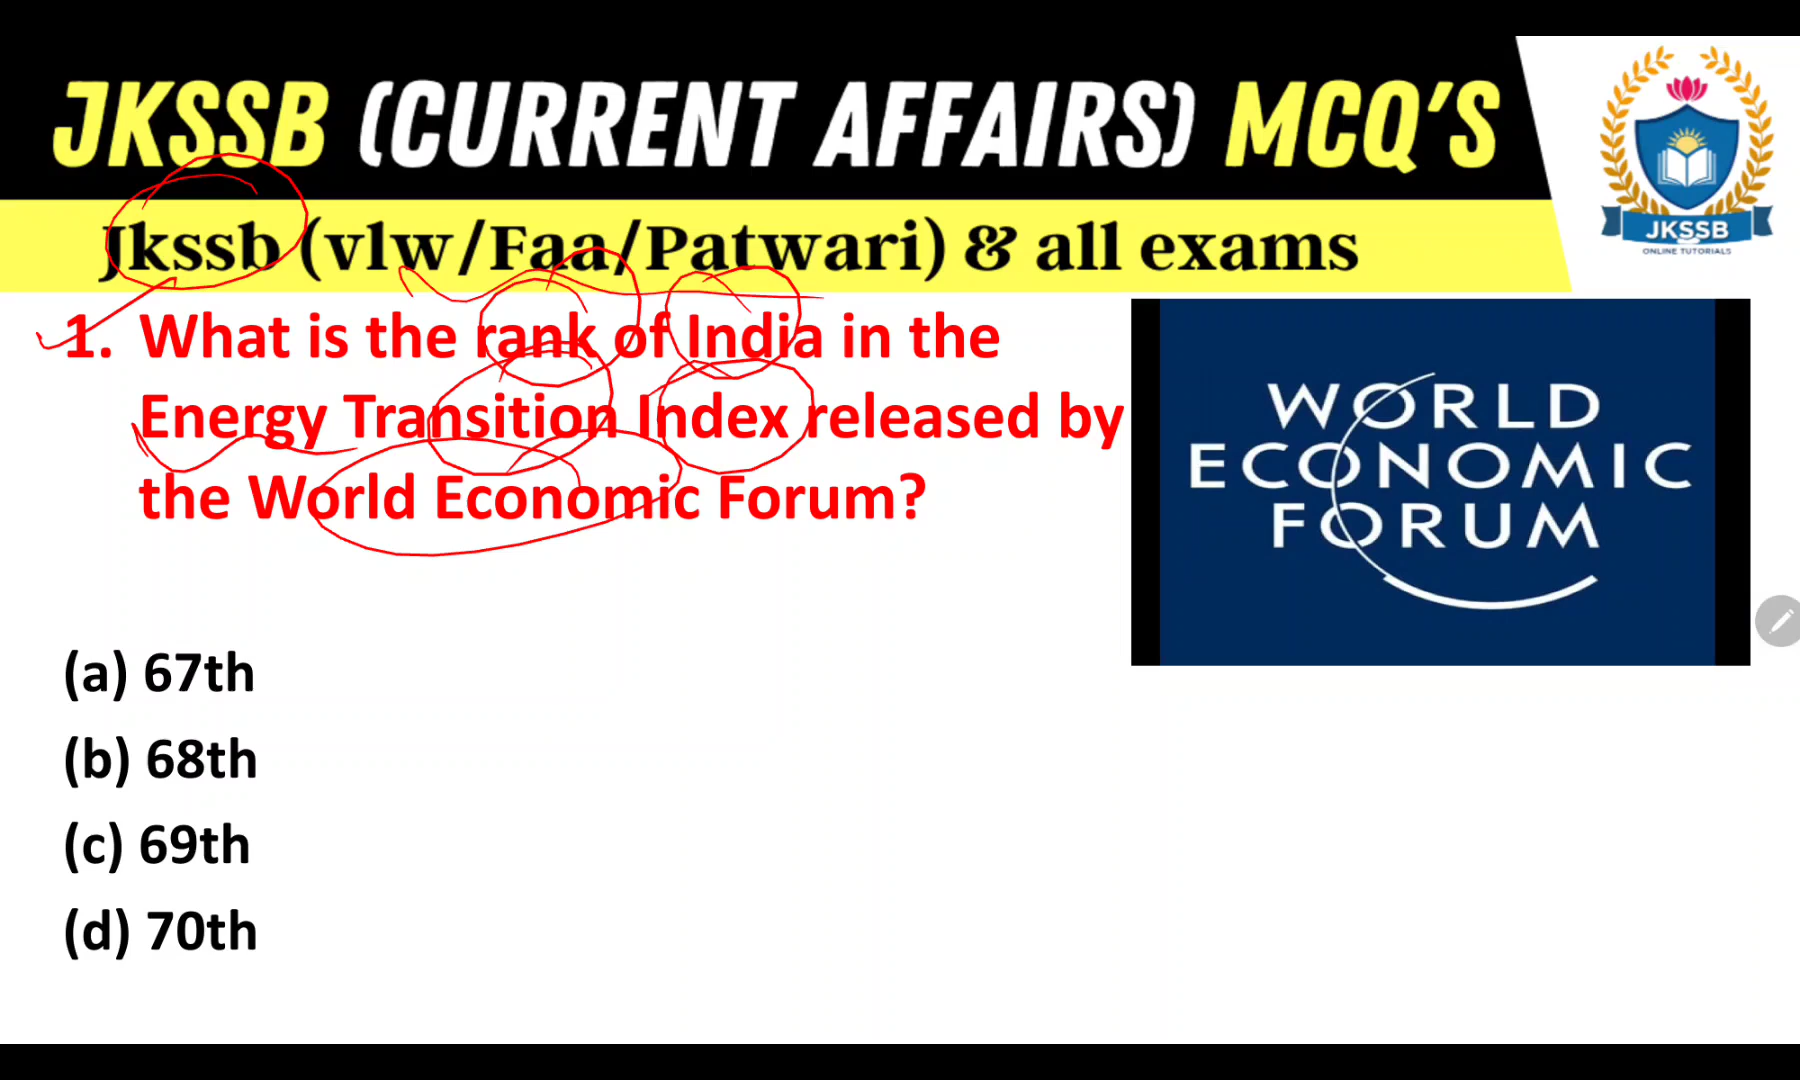 JKSSB (CURRENT AFFAIRS) MCQ'S
Jkssb (vlw/Faa/Patwari) & all exams
JKSSB
ONLINE TUTORIALS
1. What is the rank of India in the
Energy Transition Index released by
the World Economic Forum?
WORLD
ECONOMIC
FORUM
(a) 67th
(b) 68th
(c) 69th
(d) 70th